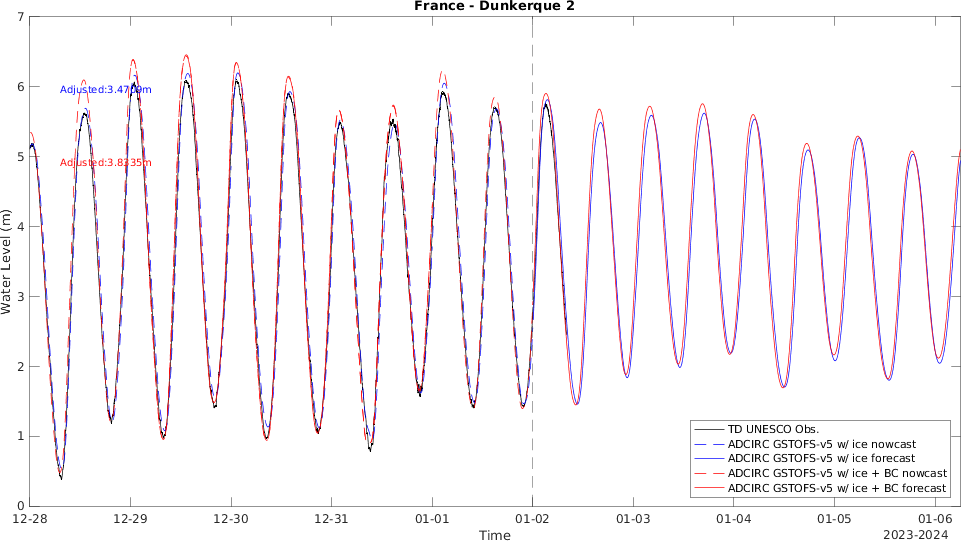 France - Dunkerque 2
7
6
5
4
3
2
1
0
Water Level (m)
Adjusted:3.4709m
Adjusted:3.8335m
TD UNESCO Obs.
ADCIRC GSTOFS-v5 w/ ice nowcast
ADCIRC GSTOFS-v5 w/ ice forecast
ADCIRC GSTOFS-v5 w/ ice + BC nowcast
ADCIRC GSTOFS-v5 w/ ice + BC forecast
12-28 12-29 12-30 12-31 01-01 01-02 01-03 01-04 01-05 01-06
Time
2023-2024